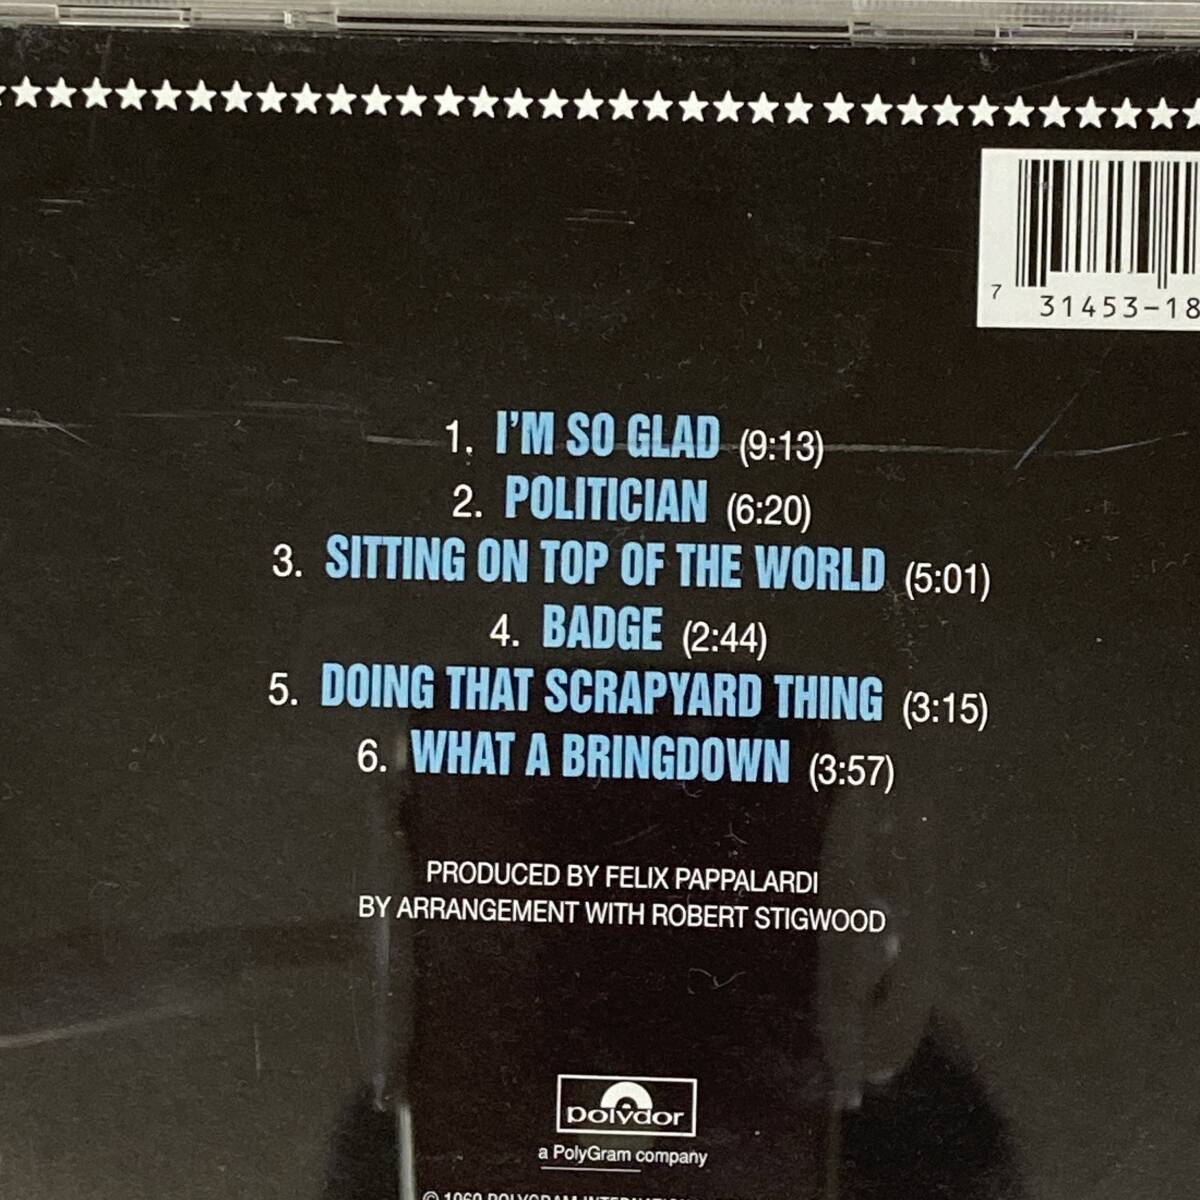 7 31453-18
1. I'M SO GLAD (9:13)
2. POLITICIAN (6:20)
3. SITTING ON TOP OF THE WORLD (5:01)
4. BADGE (2:44)
5. DOING THAT SCRAPYARD THING (3:15)
6. WHAT A BRINGDOWN (3:57)
PRODUCED BY FELIX PAPPALARDI
BY ARRANGEMENT WITH ROBERT STIGWOOD
polydor
a PolyGram company
© 1969 POLYGRAM